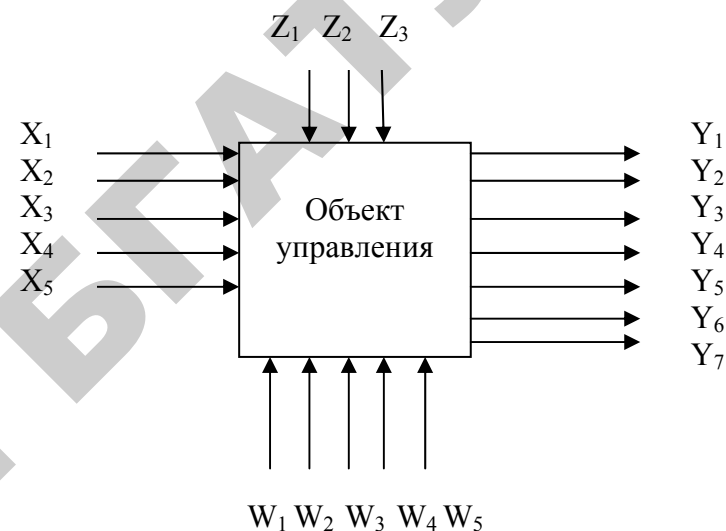 БГАТУ
Z₁ Z₂ Z₃
X₁
X₂
X₃
X₄
X₅
Объект
управления
Y₁
Y₂
Y₃
Y₄
Y₅
Y₆
Y₇
W₁ W₂ W₃ W₄ W₅